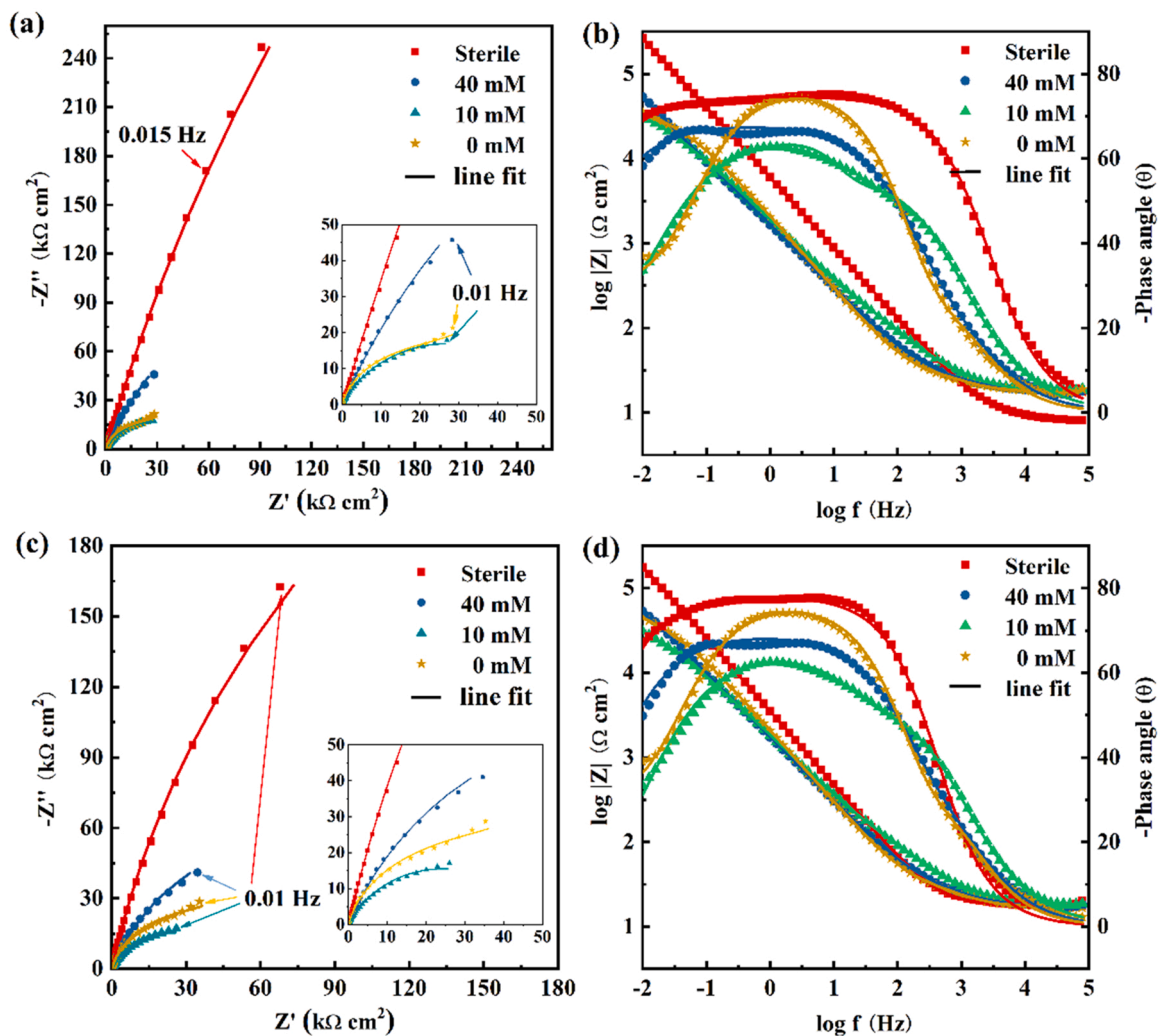 (a)
240
210
180
150
120
90
60
30
0
-Z'' (kΩ cm²)
0 30 60 90 120 150 180 210 240
Z' (kΩ cm²)
Sterile
40 mM
10 mM
0 mM
line fit
0.015 Hz
50
40
30
20
10
0
0 10 20 30 40 50
0.01 Hz
(b)
5
4
3
2
1
log |Z| (Ω cm²)
-2 -1 0 1 2 3 4 5
log f (Hz)
80
60
40
20
0
-Phase angle (θ)
Sterile
40 mM
10 mM
0 mM
line fit
(c)
180
150
120
90
60
30
0
-Z'' (kΩ cm²)
0 30 60 90 120 150 180
Z' (kΩ cm²)
Sterile
40 mM
10 mM
0 mM
line fit
0.01 Hz
50
40
30
20
10
0
0 10 20 30 40 50
(d)
5
4
3
2
1
log |Z| (Ω cm²)
-2 -1 0 1 2 3 4 5
log f (Hz)
80
60
40
20
0
-Phase angle (θ)
Sterile
40 mM
10 mM
0 mM
line fit